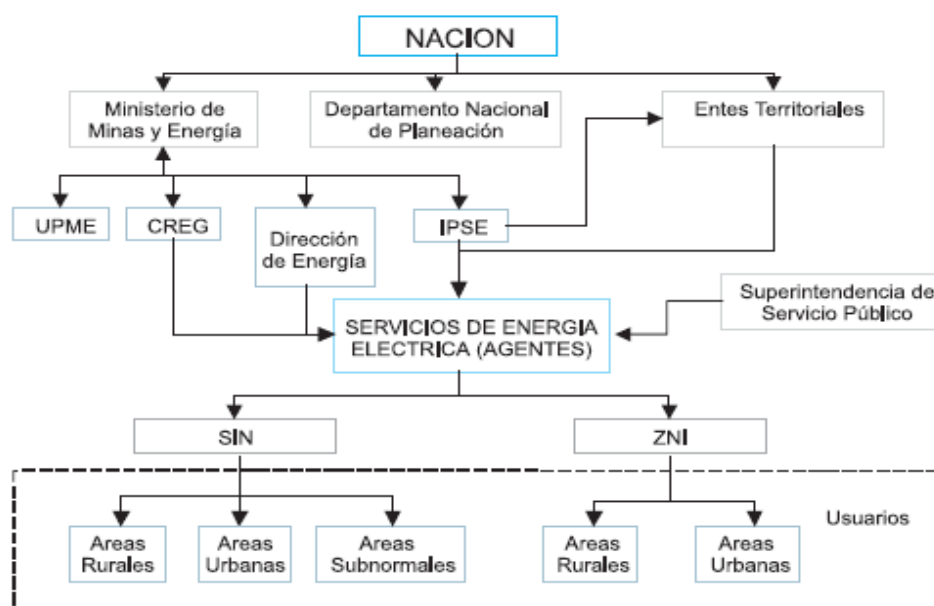 NACION
Ministerio de
Minas y Energía
Departamento Nacional
de Planeación
Entes Territoriales
UPME
CREG
Dirección
de Energía
IPSE
Superintendencia de
Servicio Público
SERVICIOS DE ENERGIA
ELECTRICA (AGENTES)
SIN
ZNI
Usuarios
Areas
Rurales
Areas
Urbanas
Areas
Subnormales
Areas
Rurales
Areas
Urbanas